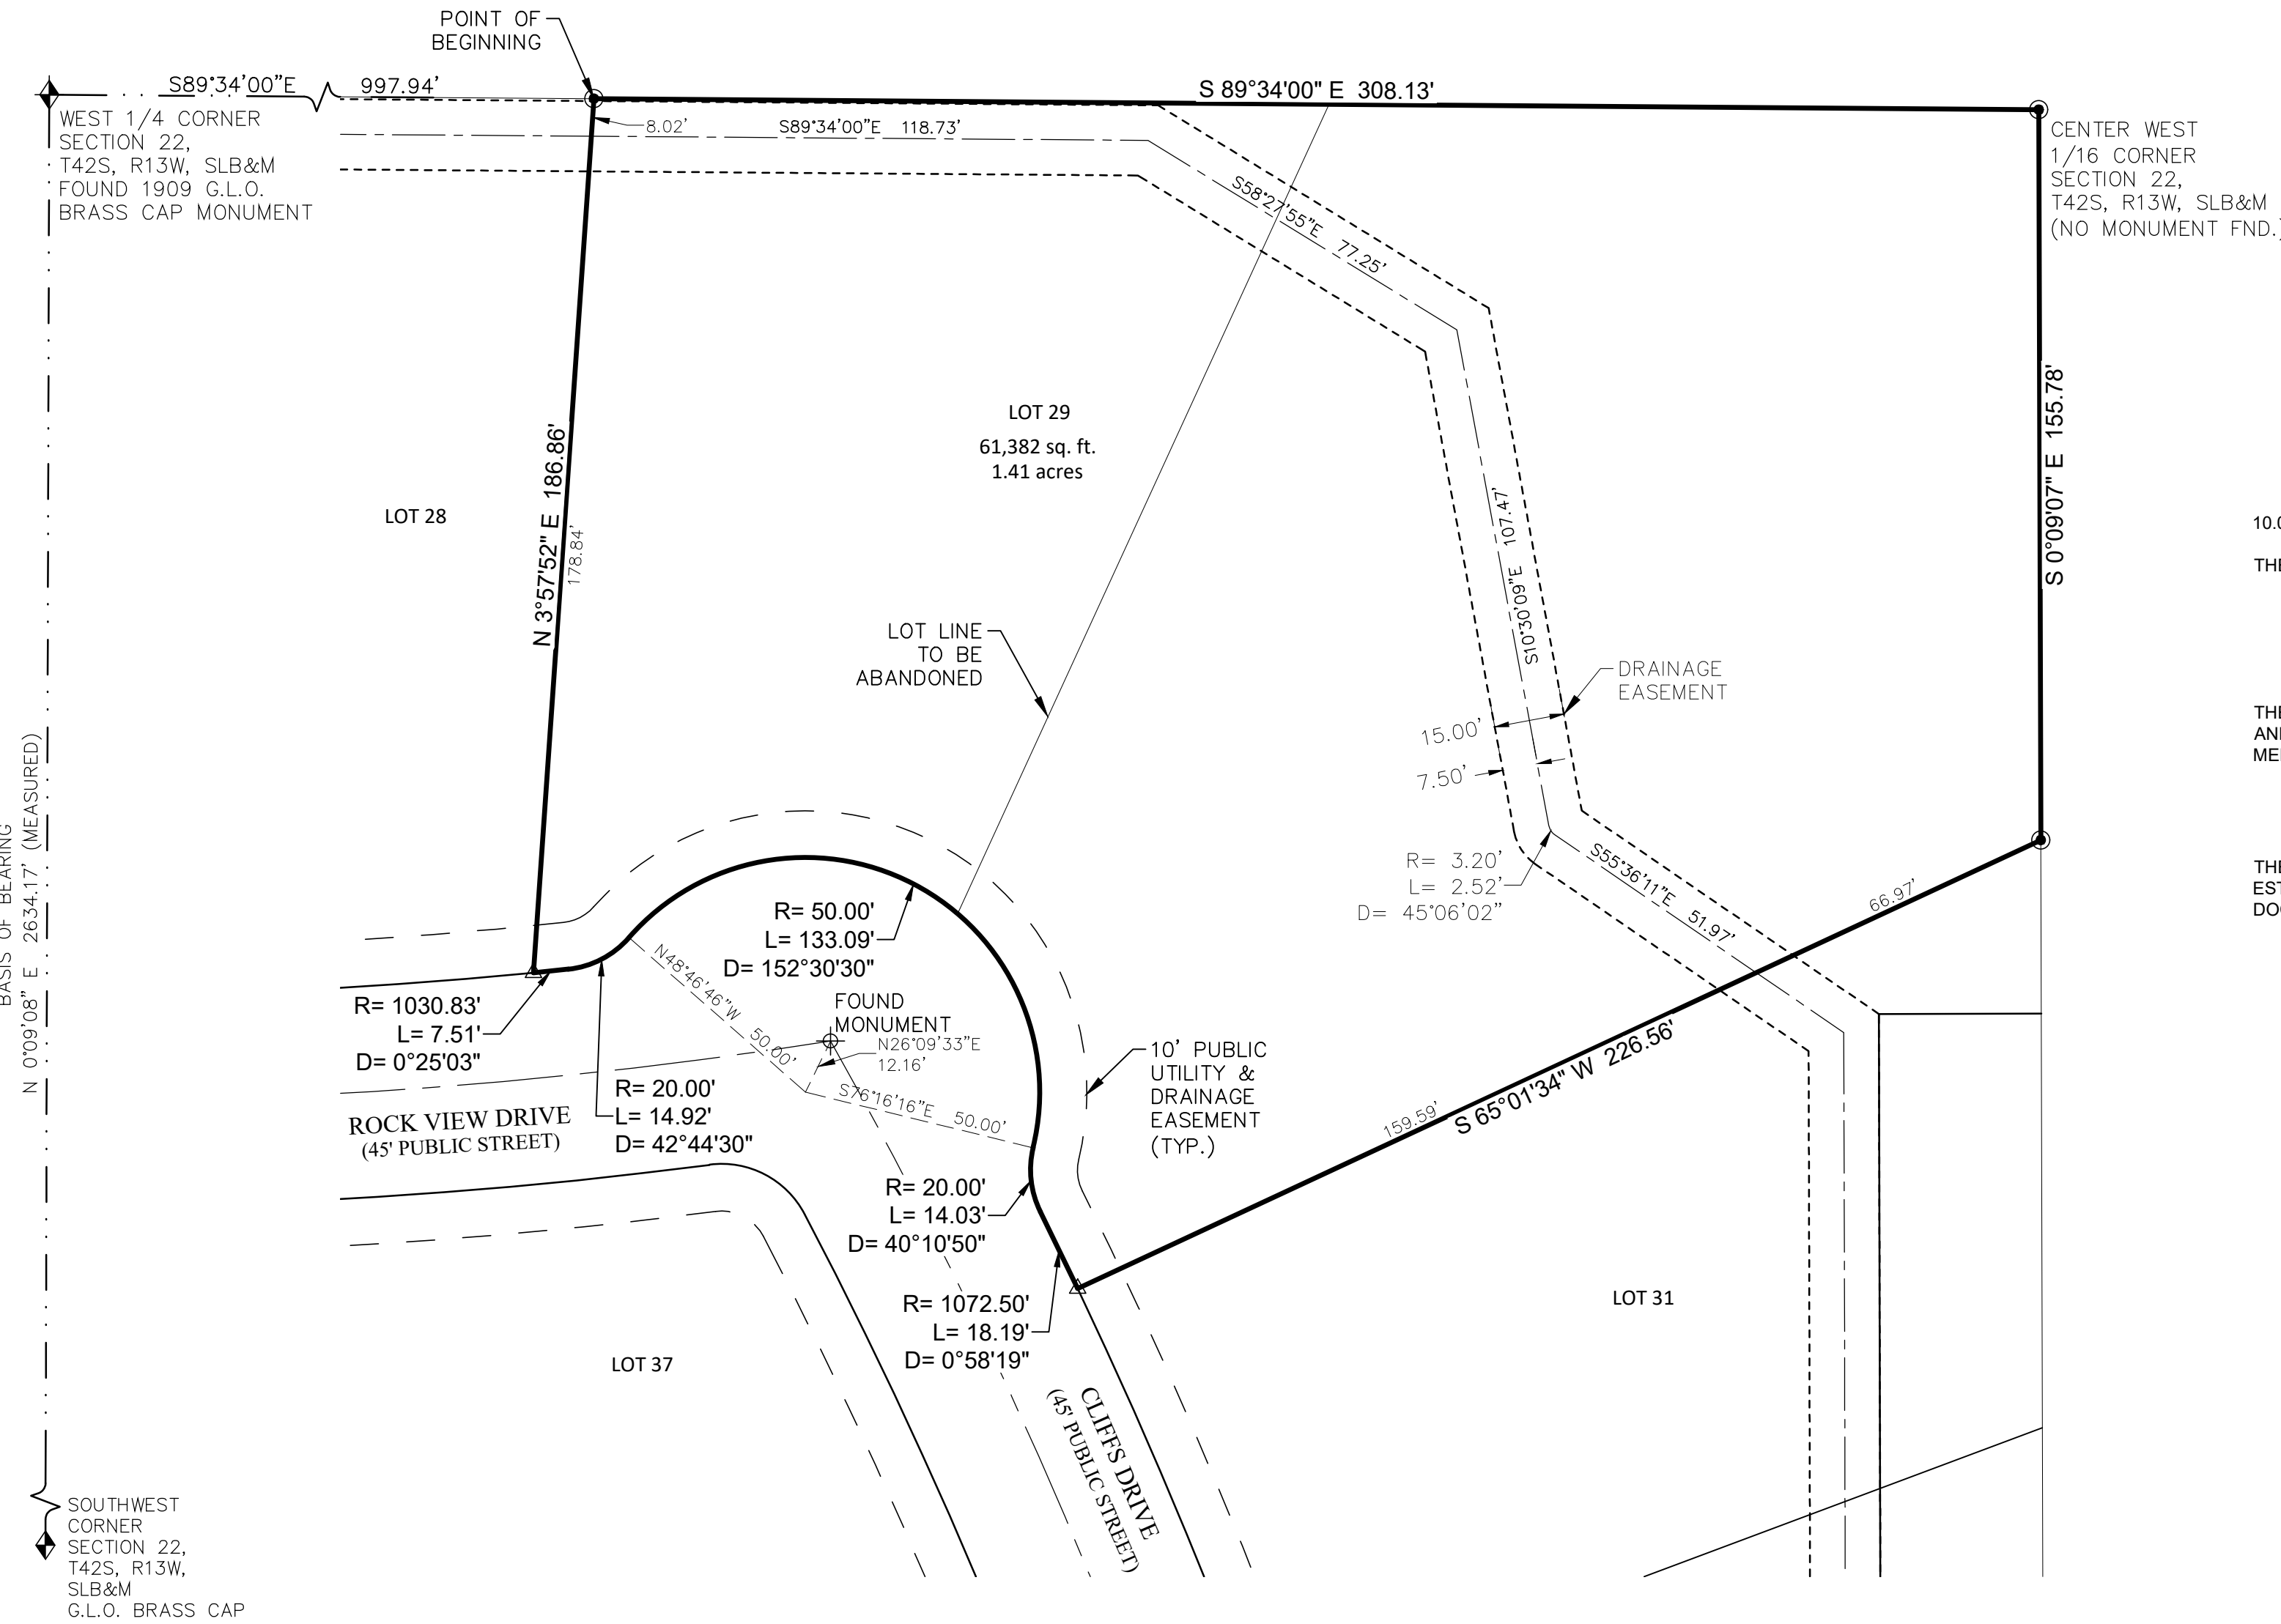 POINT OF
BEGINNING
S89°34'00"E 997.94'
S 89°34'00" E 308.13'
WEST 1/4 CORNER
SECTION 22,
T42S, R13W, SLB&M
FOUND 1909 G.L.O.
BRASS CAP MONUMENT
8.02'
S89°34'00"E 118.73'
CENTER WEST
1/16 CORNER
SECTION 22,
T42S, R13W, SLB&M
(NO MONUMENT FND.)
S58°27'55"E 77.25'
LOT 29
61,382 sq. ft.
1.41 acres
LOT 28
N 3°57'52" E 186.86'
178.84'
S10°30'09"E 107.47'
S 0°09'07" E 155.78'
LOT LINE
TO BE
ABANDONED
DRAINAGE
EASEMENT
15.00'
7.50'
R= 3.20'
L= 2.52'
D= 45°06'02"
S55°36'11"E 51.97'
66.97'
BASIS OF BEARING
N 0°09'08" E 2634.17' (MEASURED)
R= 50.00'
L= 133.09'
D= 152°30'30"
N48°46'46"W 50.00'
FOUND
MONUMENT
N26°09'33"E
12.16'
S76°16'16"E 50.00'
R= 1030.83'
L= 7.51'
D= 0°25'03"
R= 20.00'
L= 14.92'
D= 42°44'30"
ROCK VIEW DRIVE
(45' PUBLIC STREET)
10' PUBLIC
UTILITY &
DRAINAGE
EASEMENT
(TYP.)
159.59'
S 65°01'34" W 226.56'
R= 20.00'
L= 14.03'
D= 40°10'50"
R= 1072.50'
L= 18.19'
D= 0°58'19"
LOT 31
LOT 37
CLIFFS DRIVE
(45' PUBLIC STREET)
SOUTHWEST
CORNER
SECTION 22,
T42S, R13W,
SLB&M
G.L.O. BRASS CAP